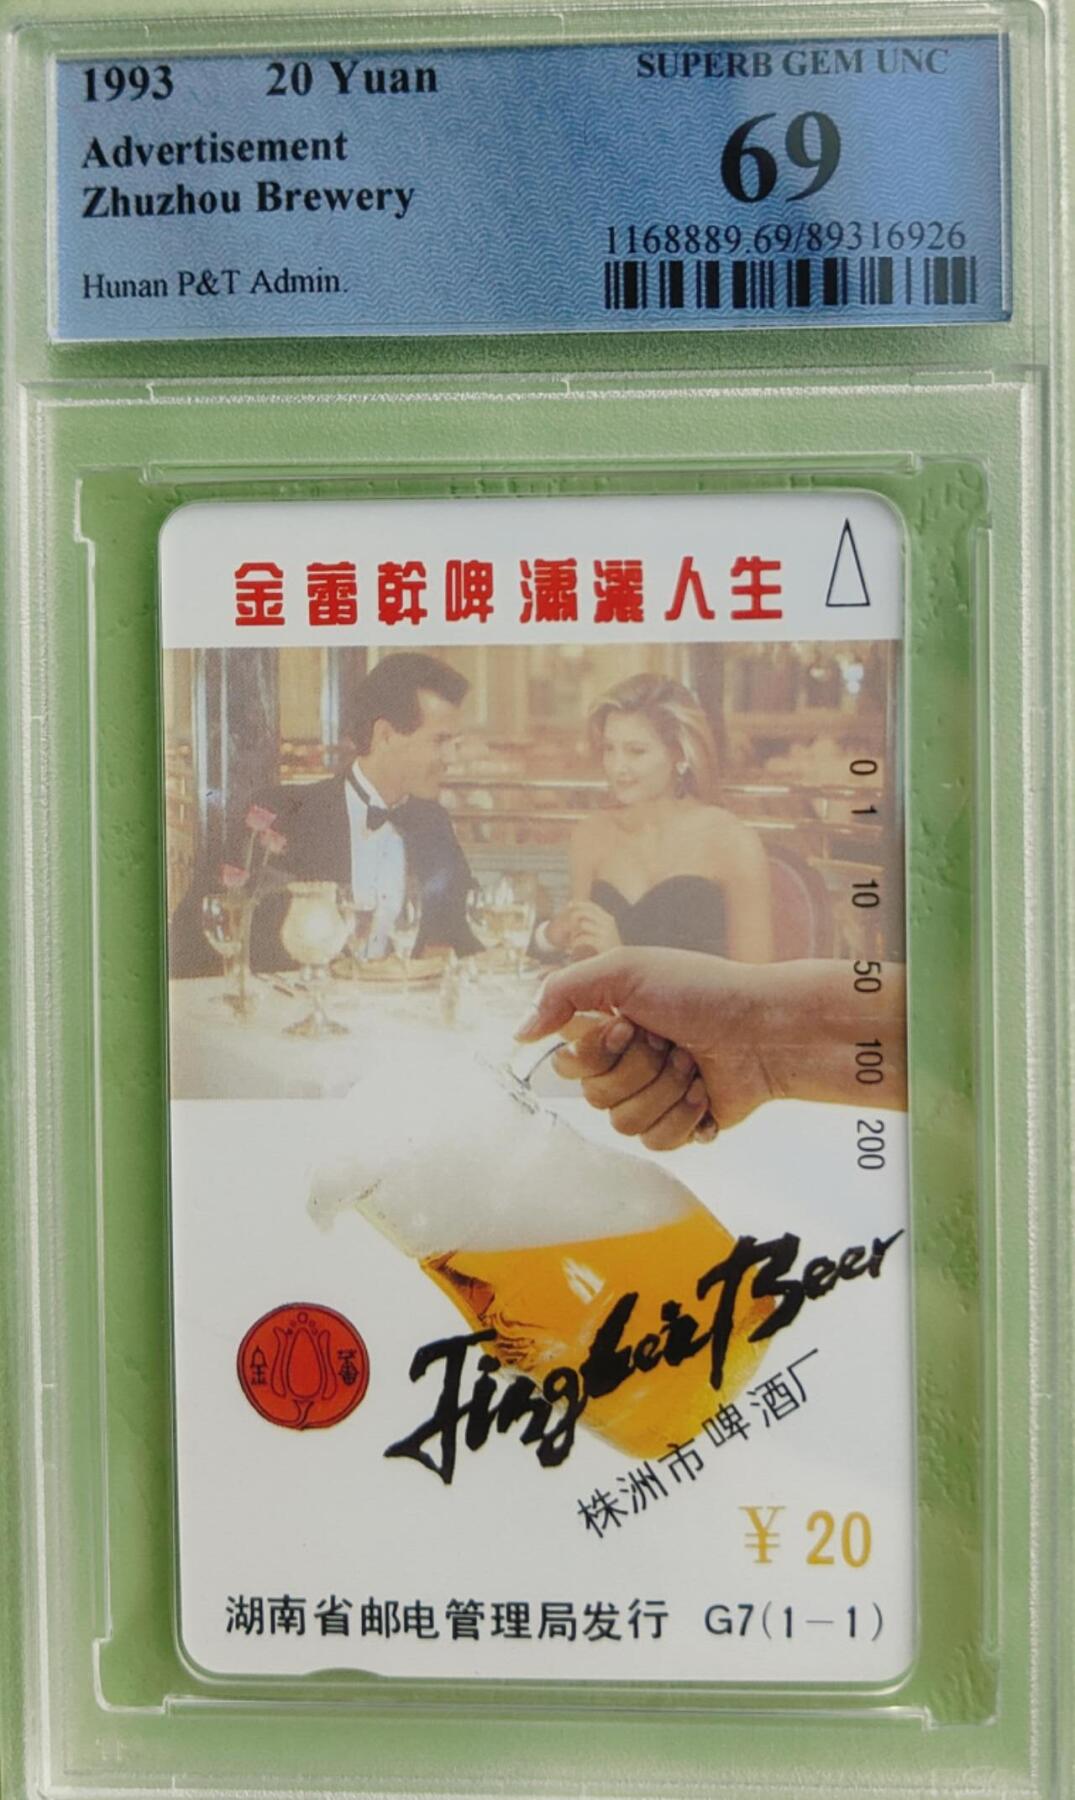 1993 20 Yuan
SUPERB GEM UNC
Advertisement
69
Zhuzhou Brewery
1168889.69/89316926
Hunan P&T Admin.
金蕾幹啤 瀟灑人生
0 1 10 50 100 200
金蕾
Jinglei Beer
株洲市啤酒厂
¥20
湖南省邮电管理局发行 G7(1-1)